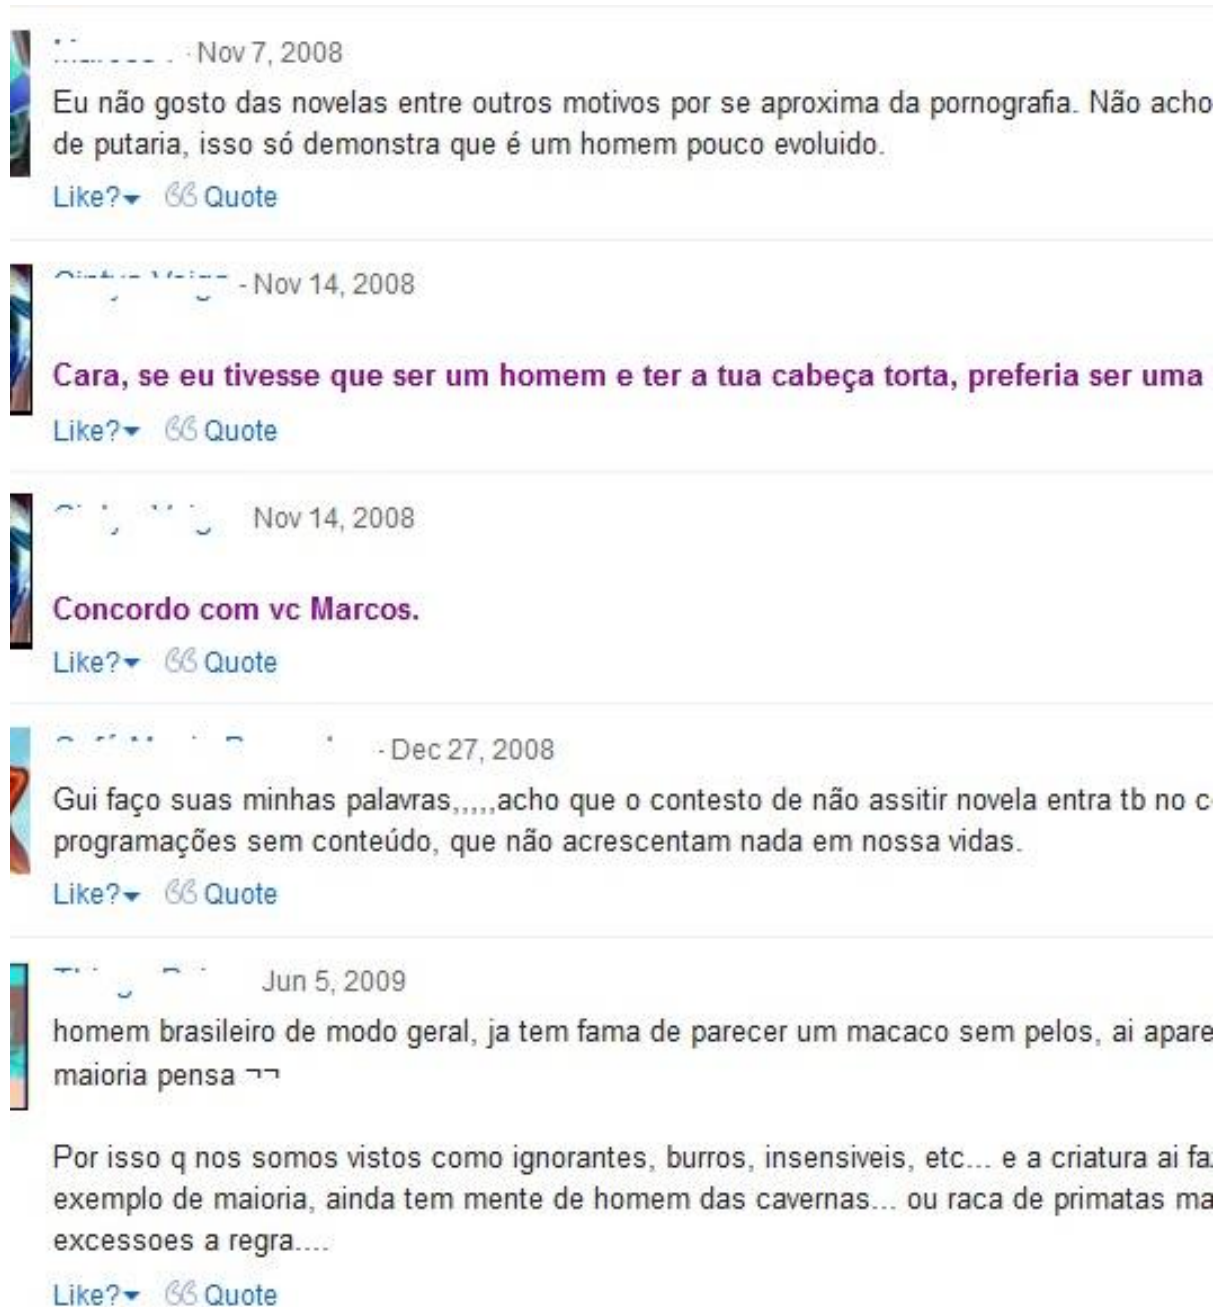 - Nov 7, 2008
Eu não gosto das novelas entre outros motivos por se aproxima da pornografia. Não acho
de putaria, isso só demonstra que é um homem pouco evoluido.
Like? Quote
- Nov 14, 2008
Cara, se eu tivesse que ser um homem e ter a tua cabeça torta, preferia ser uma
Like? Quote
Nov 14, 2008
Concordo com vc Marcos.
Like? Quote
- Dec 27, 2008
Gui faço suas minhas palavras,,,,,acho que o contesto de não assitir novela entra tb no
programações sem conteúdo, que não acrescentam nada em nossa vidas.
Like? Quote
Jun 5, 2009
homem brasileiro de modo geral, ja tem fama de parecer um macaco sem pelos, ai
maioria pensa ¬¬
Por isso q nos somos vistos como ignorantes, burros, insensiveis, etc... e a criatura ai
exemplo de maioria, ainda tem mente de homem das cavernas... ou raca de primatas
excessoes a regra....
Like? Quote